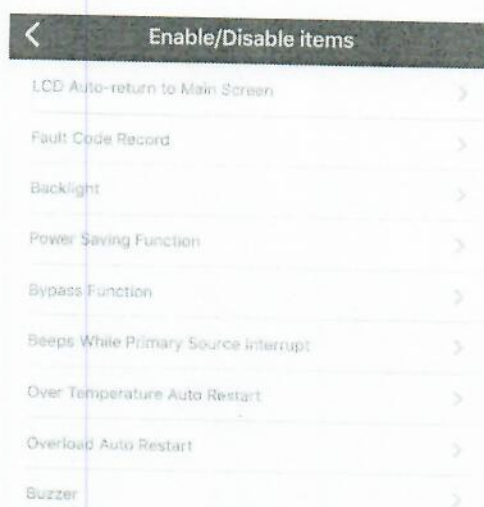 Enable/Disable items
LCD Auto-return to Main Screen
Fault Code Record
Backlight
Power Saving Function
Bypass Function
Beeps While Primary Source Interrupt
Over Temperature Auto Restart
Overload Auto Restart
Buzzer